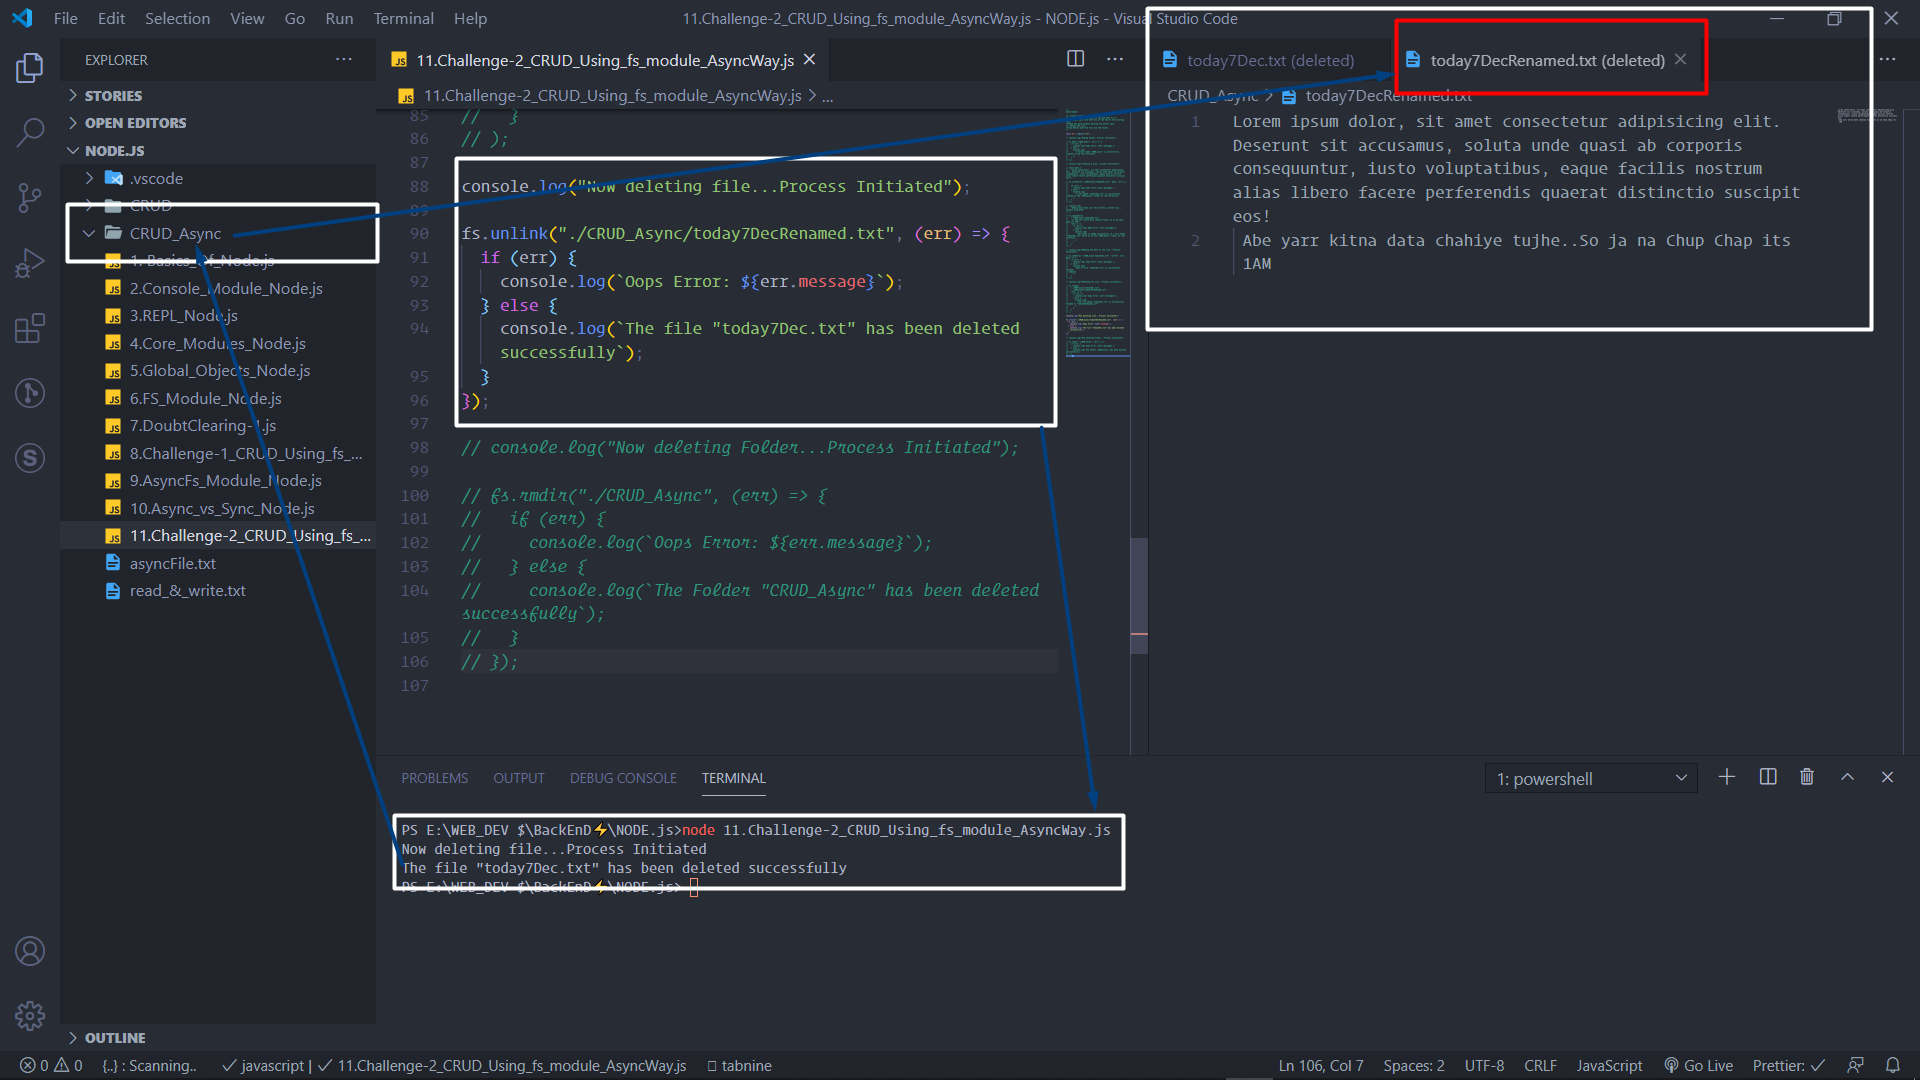 File Edit Selection View Go Run Terminal Help
11.Challenge-2_CRUD_Using_fs_module_AsyncWay.js - NODE.js - Visual Studio Code
EXPLORER
STORIES
OPEN EDITORS
NODE.JS
.vscode
CRUD
CRUD_Async
1. Basics_Of_Node.js
2.Console_Module_Node.js
3.REPL_Node.js
4.Core_Modules_Node.js
5.Global_Objects_Node.js
6.FS_Module_Node.js
7.DoubtClearing-1.js
8.Challenge-1_CRUD_Using_fs_...
9.AsyncFs_Module_Node.js
10.Async_vs_Sync_Node.js
11.Challenge-2_CRUD_Using_fs_...
asyncFile.txt
read_&_write.txt
OUTLINE
11.Challenge-2_CRUD_Using_fs_module_AsyncWay.js
11.Challenge-2_CRUD_Using_fs_module_AsyncWay.js > ...
85 //   }
86 // );
87
88 console.log("Now deleting file...Process Initiated");
89
90 fs.unlink("./CRUD_Async/today7DecRenamed.txt", (err) => {
91   if (err) {
92     console.log(`Oops Error: ${err.message}`);
93   } else {
94     console.log(`The file "today7Dec.txt" has been deleted
successfully`);
95   }
96 });
97
98 // console.log("Now deleting Folder...Process Initiated");
99
100 // fs.rmdir("./CRUD_Async", (err) => {
101 //   if (err) {
102 //     console.log(`Oops Error: ${err.message}`);
103 //   } else {
104 //     console.log(`The Folder "CRUD_Async" has been deleted
successfully`);
105 //   }
106 // });
107
today7Dec.txt (deleted)
today7DecRenamed.txt (deleted)
CRUD_Async > today7DecRenamed.txt
1 Lorem ipsum dolor, sit amet consectetur adipisicing elit.
Deserunt sit accusamus, soluta unde quasi ab corporis
consequuntur, iusto voluptatibus, eaque facilis nostrum
alias libero facere perferendis quaerat distinctio suscipit
eos!
2 Abe yarr kitna data chahiye tujhe..So ja na Chup Chap its
1AM
PROBLEMS OUTPUT DEBUG CONSOLE TERMINAL
1: powershell
PS E:\WEB_DEV $\BackEnD⚡\NODE.js>node 11.Challenge-2_CRUD_Using_fs_module_AsyncWay.js
Now deleting file...Process Initiated
The file "today7Dec.txt" has been deleted successfully
PS E:\WEB_DEV $\BackEnD⚡\NODE.js>
0 0 {..} : Scanning.. ✓ javascript | ✓ 11.Challenge-2_CRUD_Using_fs_module_AsyncWay.js tabnine
Ln 106, Col 7 Spaces: 2 UTF-8 CRLF JavaScript Go Live Prettier: ✓